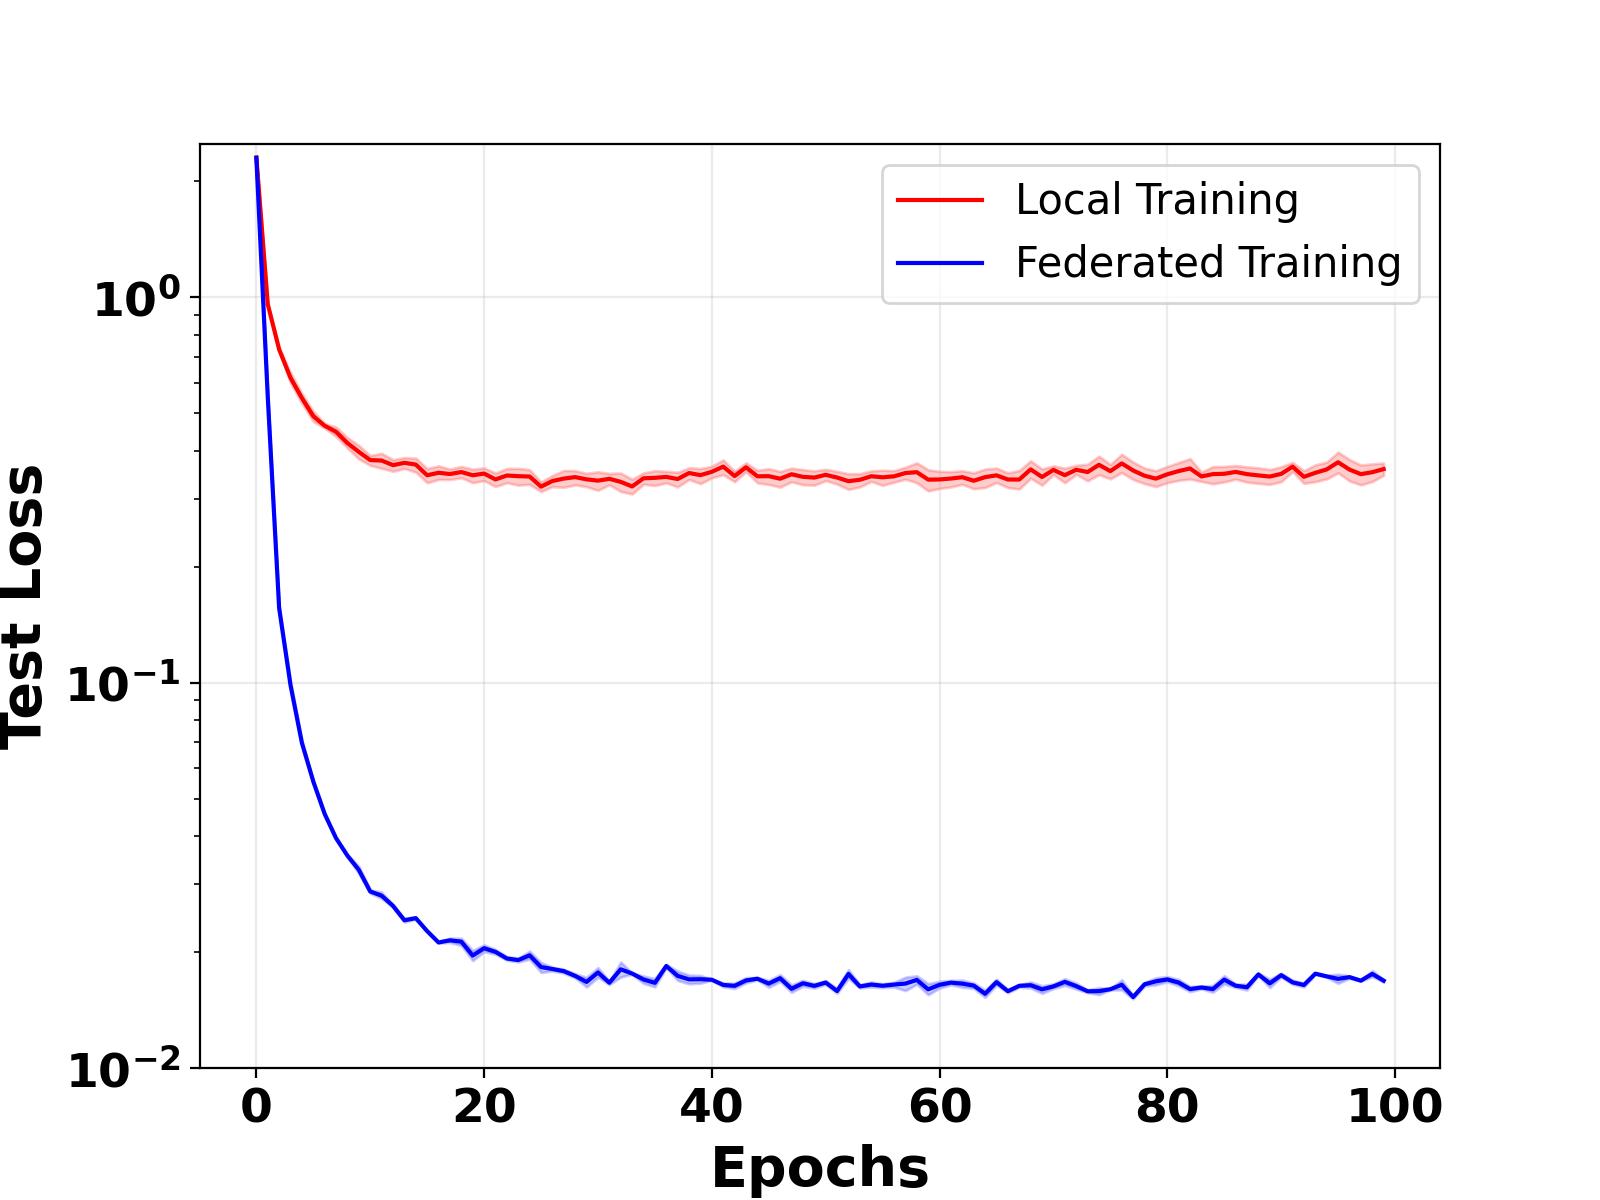 Local Training
Federated Training
10⁰
10⁻¹
10⁻²
Test Loss
0 20 40 60 80 100
Epochs